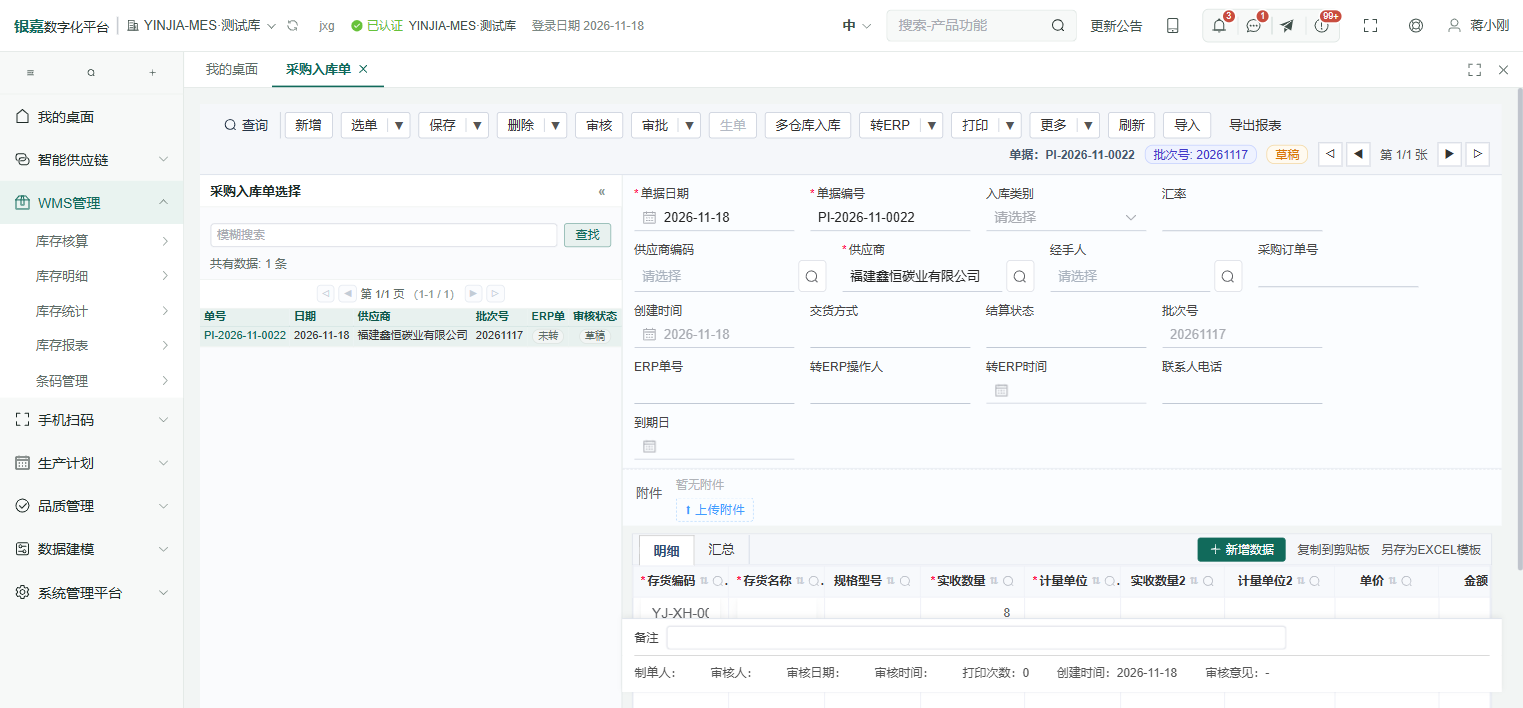 银嘉数字化平台 YINJIA-MES·测试库 jxg 已认证 YINJIA-MES·测试库 登录日期 2026-11-18 中 搜索-产品功能 更新公告 3 1 99+ 蒋小刚
我的桌面 采购入库单
我的桌面
智能供应链
WMS管理
库存核算
库存明细
库存统计
库存报表
条码管理
手机扫码
生产计划
品质管理
数据建模
系统管理平台
查询 新增 选单 保存 删除 审核 审批 生单 多仓库入库 转ERP 打印 更多 刷新 导入 导出报表
单据: PI-2026-11-0022 批次号: 20261117 草稿 第 1/1 张
采购入库单选择 «
模糊搜索 查找
共有数据: 1 条
第 1/1 页 (1-1 / 1)
单号 日期 供应商 批次号 ERP单 审核状态
PI-2026-11-0022 2026-11-18 福建鑫恒碳业有限公司 20261117 未转 草稿
*单据日期 *单据编号 入库类别 汇率
2026-11-18 PI-2026-11-0022 请选择
供应商编码 *供应商 经手人 采购订单号
请选择 福建鑫恒碳业有限公司 请选择
创建时间 交货方式 结算状态 批次号
2026-11-18 20261117
ERP单号 转ERP操作人 转ERP时间 联系人电话
到期日
附件 暂无附件
上传附件
明细 汇总 + 新增数据 复制到剪贴板 另存为EXCEL模板
*存货编码 *存货名称 规格型号 *实收数量 *计量单位 实收数量2 计量单位2 单价 金额
YJ-XH-00 8
备注
制单人: 审核人: 审核日期: 审核时间: 打印次数: 0 创建时间: 2026-11-18 审核意见: -